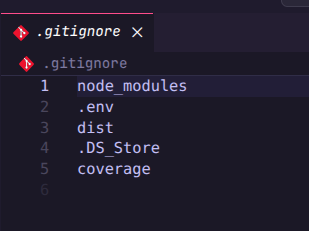 .gitignore
.gitignore
1 node_modules
2 .env
3 dist
4 .DS_Store
5 coverage
6